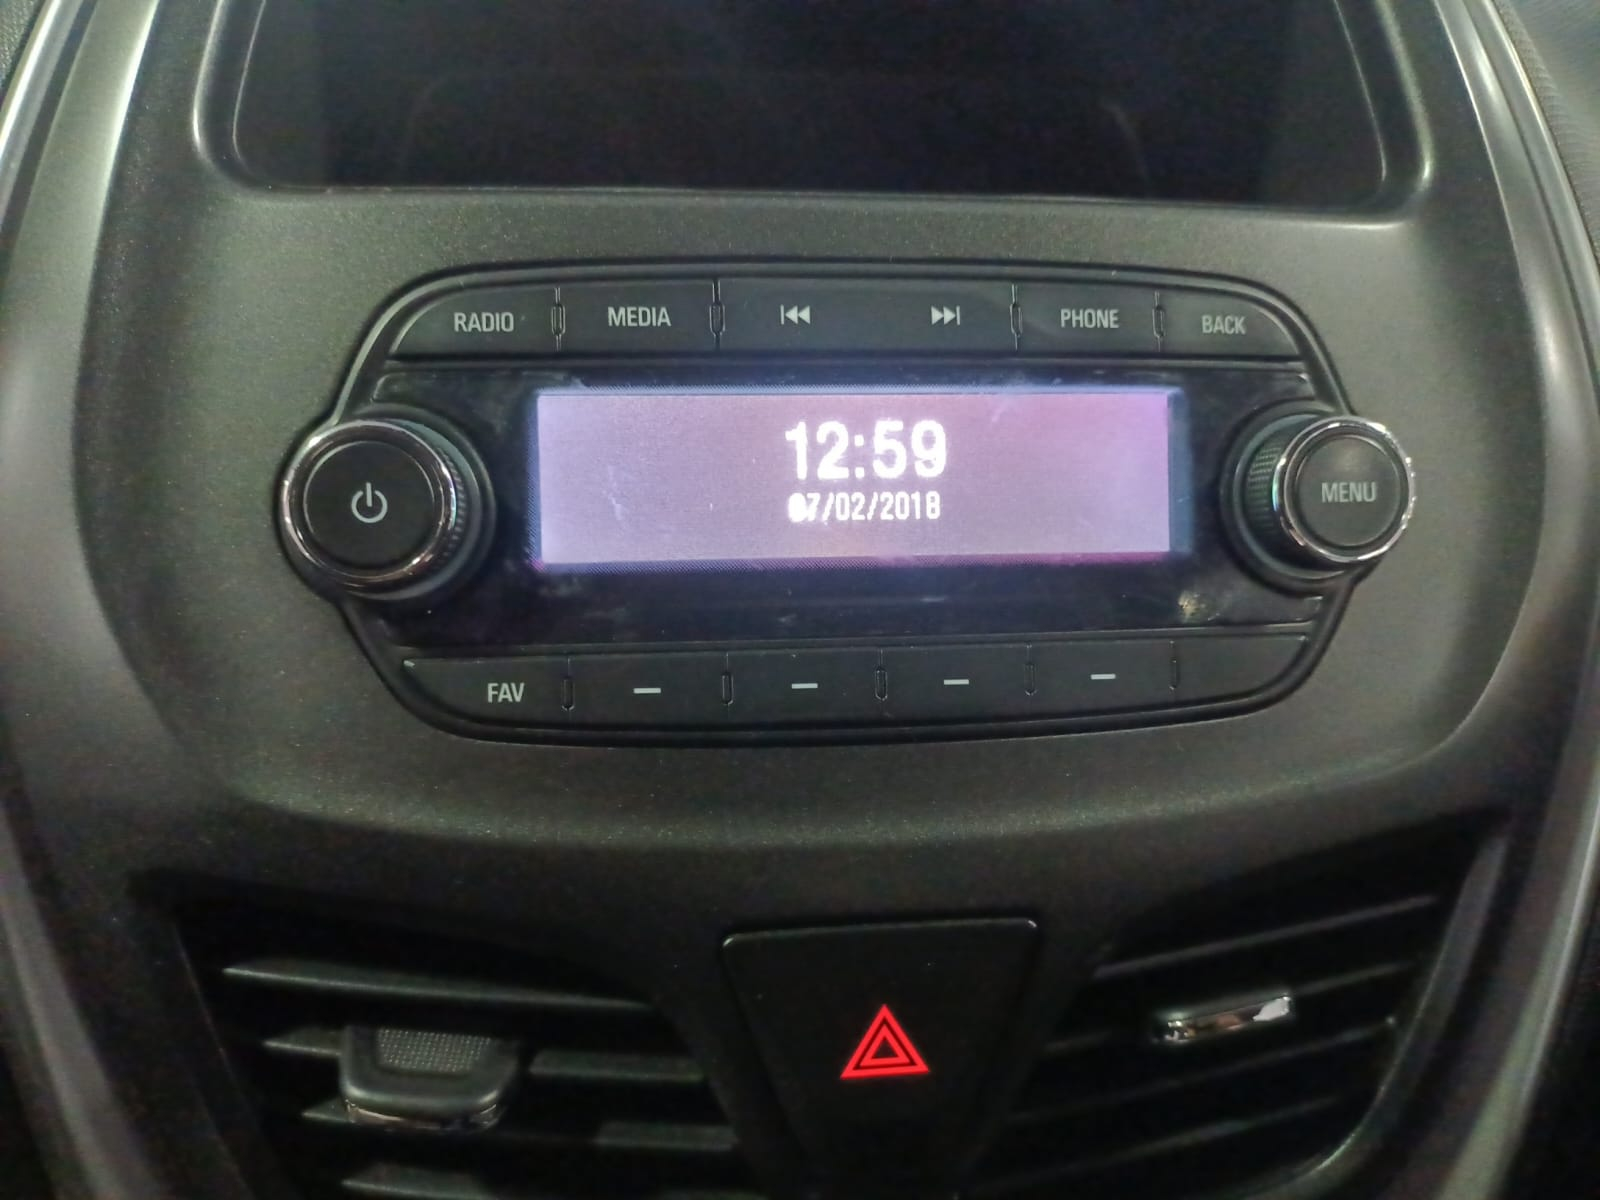 RADIO MEDIA PHONE BACK
12:59
07/02/2018
MENU
FAV